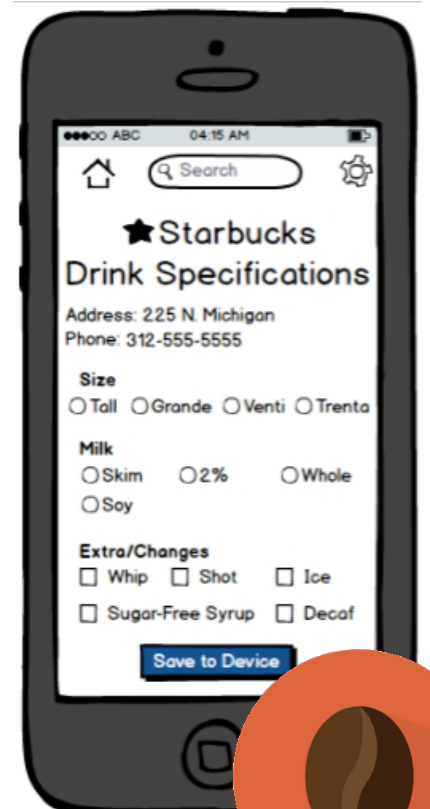 ABC 04:15 AM
Search
Starbucks
Drink Specifications
Address: 225 N. Michigan
Phone: 312-555-5555
Size
Tall Grande Venti Trenta
Milk
Skim 2% Whole
Soy
Extra/Changes
Whip Shot Ice
Sugar-Free Syrup Decaf
Save to Device